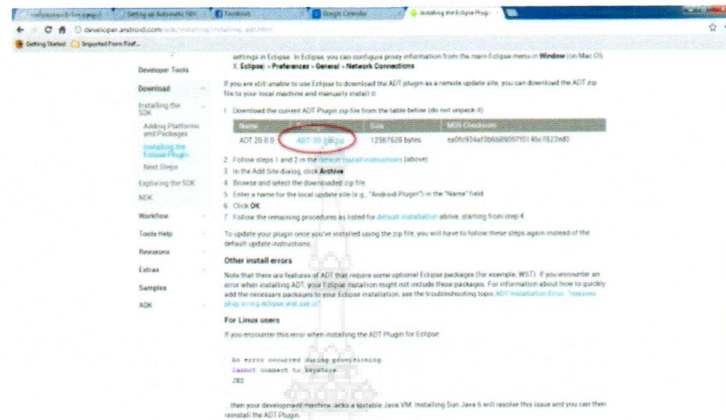 Setting up Automatic NDK
Facebook
Google Calendar
Installing the Eclipse Plugin
developer.android.com/sdk/installing/installing-adt.html
Getting Started
Imported From Firef...
settings in Eclipse. In Eclipse, you can configure proxy information from the main Eclipse menu in Window (on Mac OS
X, Eclipse) > Preferences > General > Network Connections
Developer Tools
Download
Installing the
SDK
Adding Platforms
and Packages
Installing the
Eclipse Plugin
Next Steps
Exploring the SDK
NDK
Workflow
Tools Help
Revisions
Extras
Samples
ADK
If you are still unable to use Eclipse to download the ADT plugin as a remote update site, you can download the ADT zip
file to your local machine and manually install it
1. Download the current ADT Plugin zip file from the table below (do not unpack it)
Name Package Size MD5 Checksum
ADT 20.0.0 12387828 bytes
2. Follow steps 1 and 2 in the default install instructions (above)
3. In the Add Site dialog, click Archive
4. Browse and select the downloaded zip file
5. Enter a name for the local update site (e.g., "Android Plugin") in the "Name" field
6. Click OK
7. Follow the remaining procedures as listed for default installation above, starting from step 4
To update your plugin once you've installed using the zip file, you will have to follow these steps again instead of the
default update instructions
Other install errors
Note that there are features of ADT that require some optional Eclipse packages (for example, WST). If you encounter an
error when installing ADT, your Eclipse installion might not include these packages. For information about how to quickly
add the necessary packages to your Eclipse installation, see the troubleshooting topic ADT Installation Error: "requires
plug-in org.eclipse.wst.sse.ui"
For Linux users
If you encounter this error when installing the ADT Plugin for Eclipse
An error occurred during provisioning.
Cannot connect to keystore.
JKS
then your development machine lacks a suitable Java VM. Installing Sun Java 6 will resolve this issue and you can then
reinstall the ADT Plugin